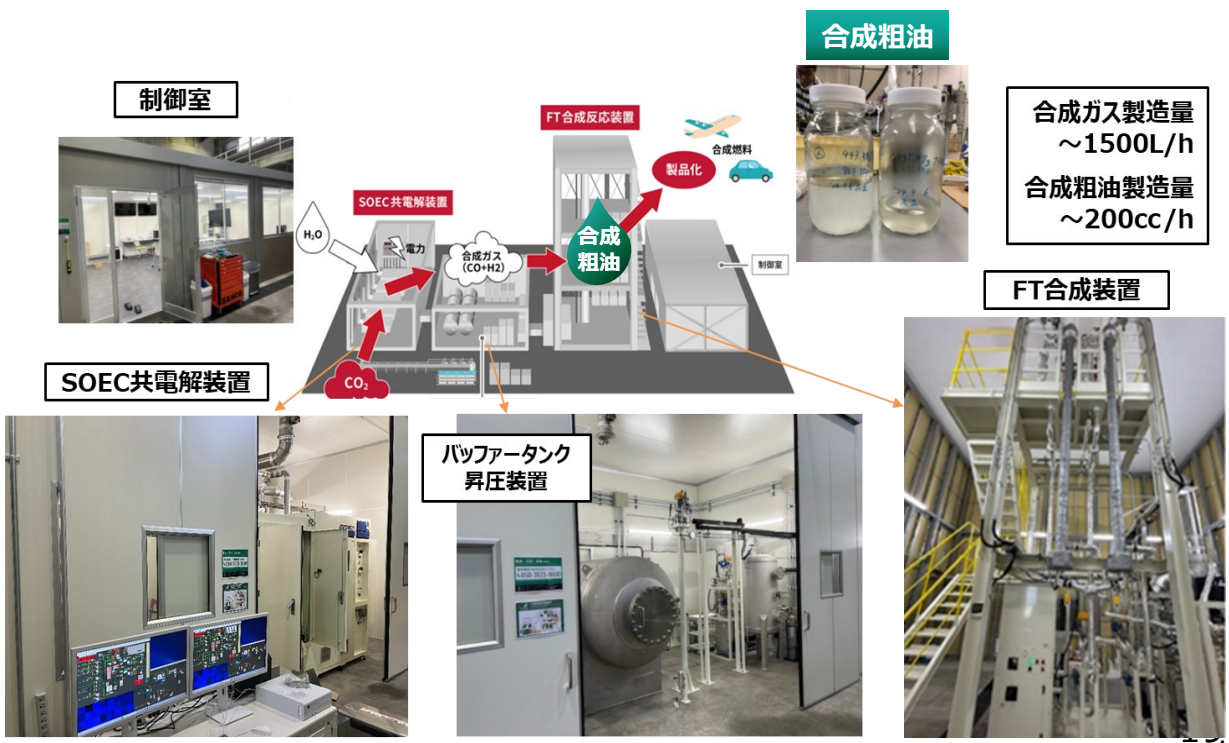 合成粗油
制御室
合成ガス製造量
～1500L/h
合成粗油製造量
～200cc/h
FT合成反応装置
合成燃料
製品化
SOEC共電解装置
H₂O
電力
合成ガス
(CO+H2)
合成
粗油
制御室
CO₂
FT合成装置
SOEC共電解装置
バッファータンク
昇圧装置